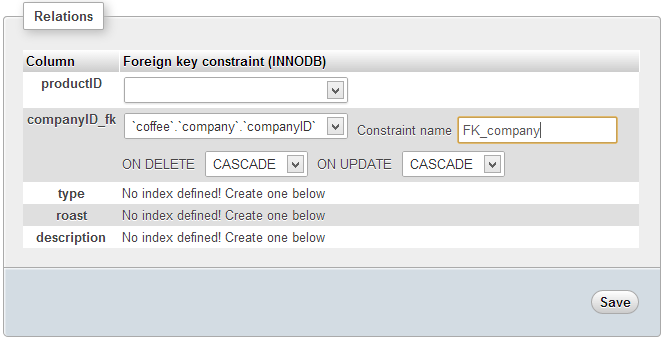 Relations
Column Foreign key constraint (INNODB)
productID
companyID_fk `coffee`.`company`.`companyID` Constraint name FK_company
ON DELETE CASCADE ON UPDATE CASCADE
type No index defined! Create one below
roast No index defined! Create one below
description No index defined! Create one below
Save